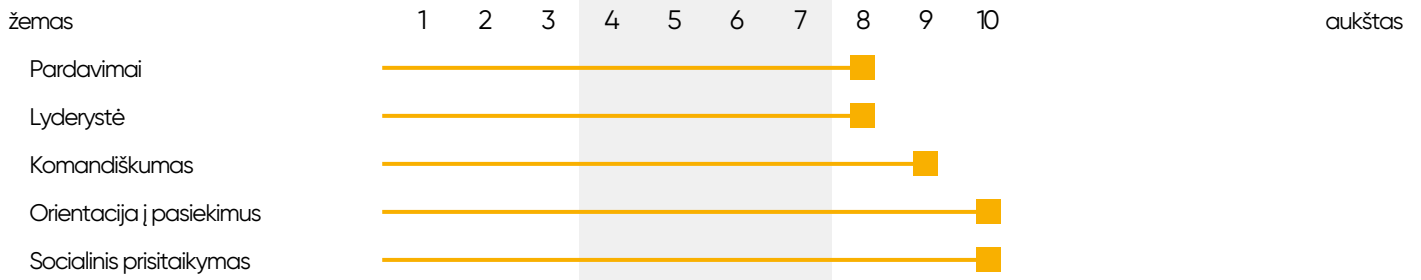 žemas 1 2 3 4 5 6 7 8 9 10 aukštas
Pardavimai
Lyderystė
Komandiškumas
Orientacija į pasiekimus
Socialinis prisitaikymas